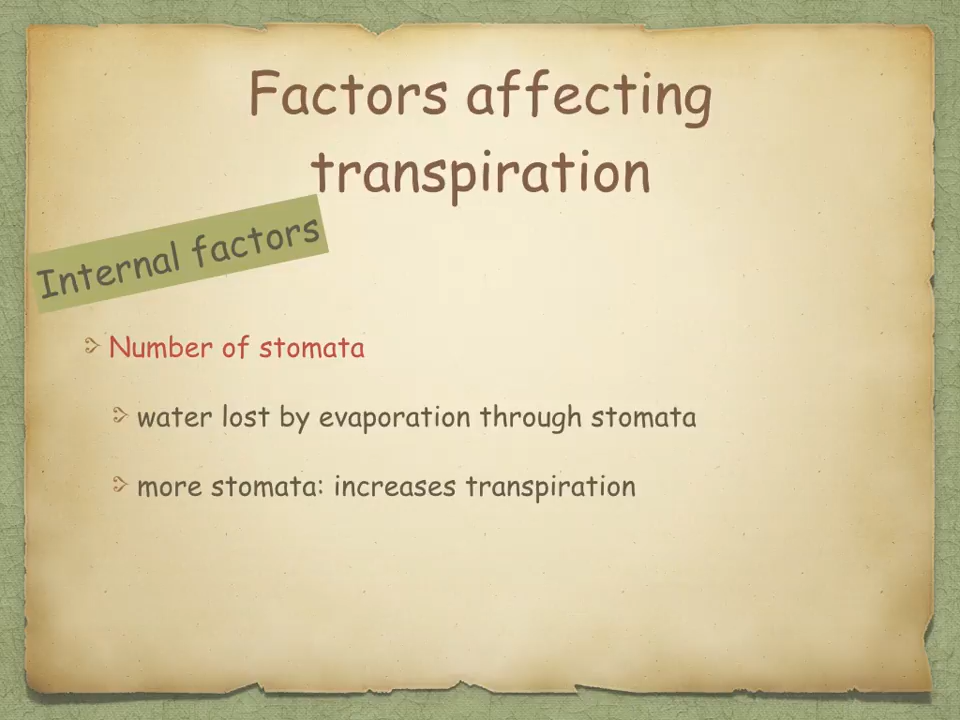 Factors affecting
transpiration
Internal factors
Number of stomata
water lost by evaporation through stomata
more stomata: increases transpiration